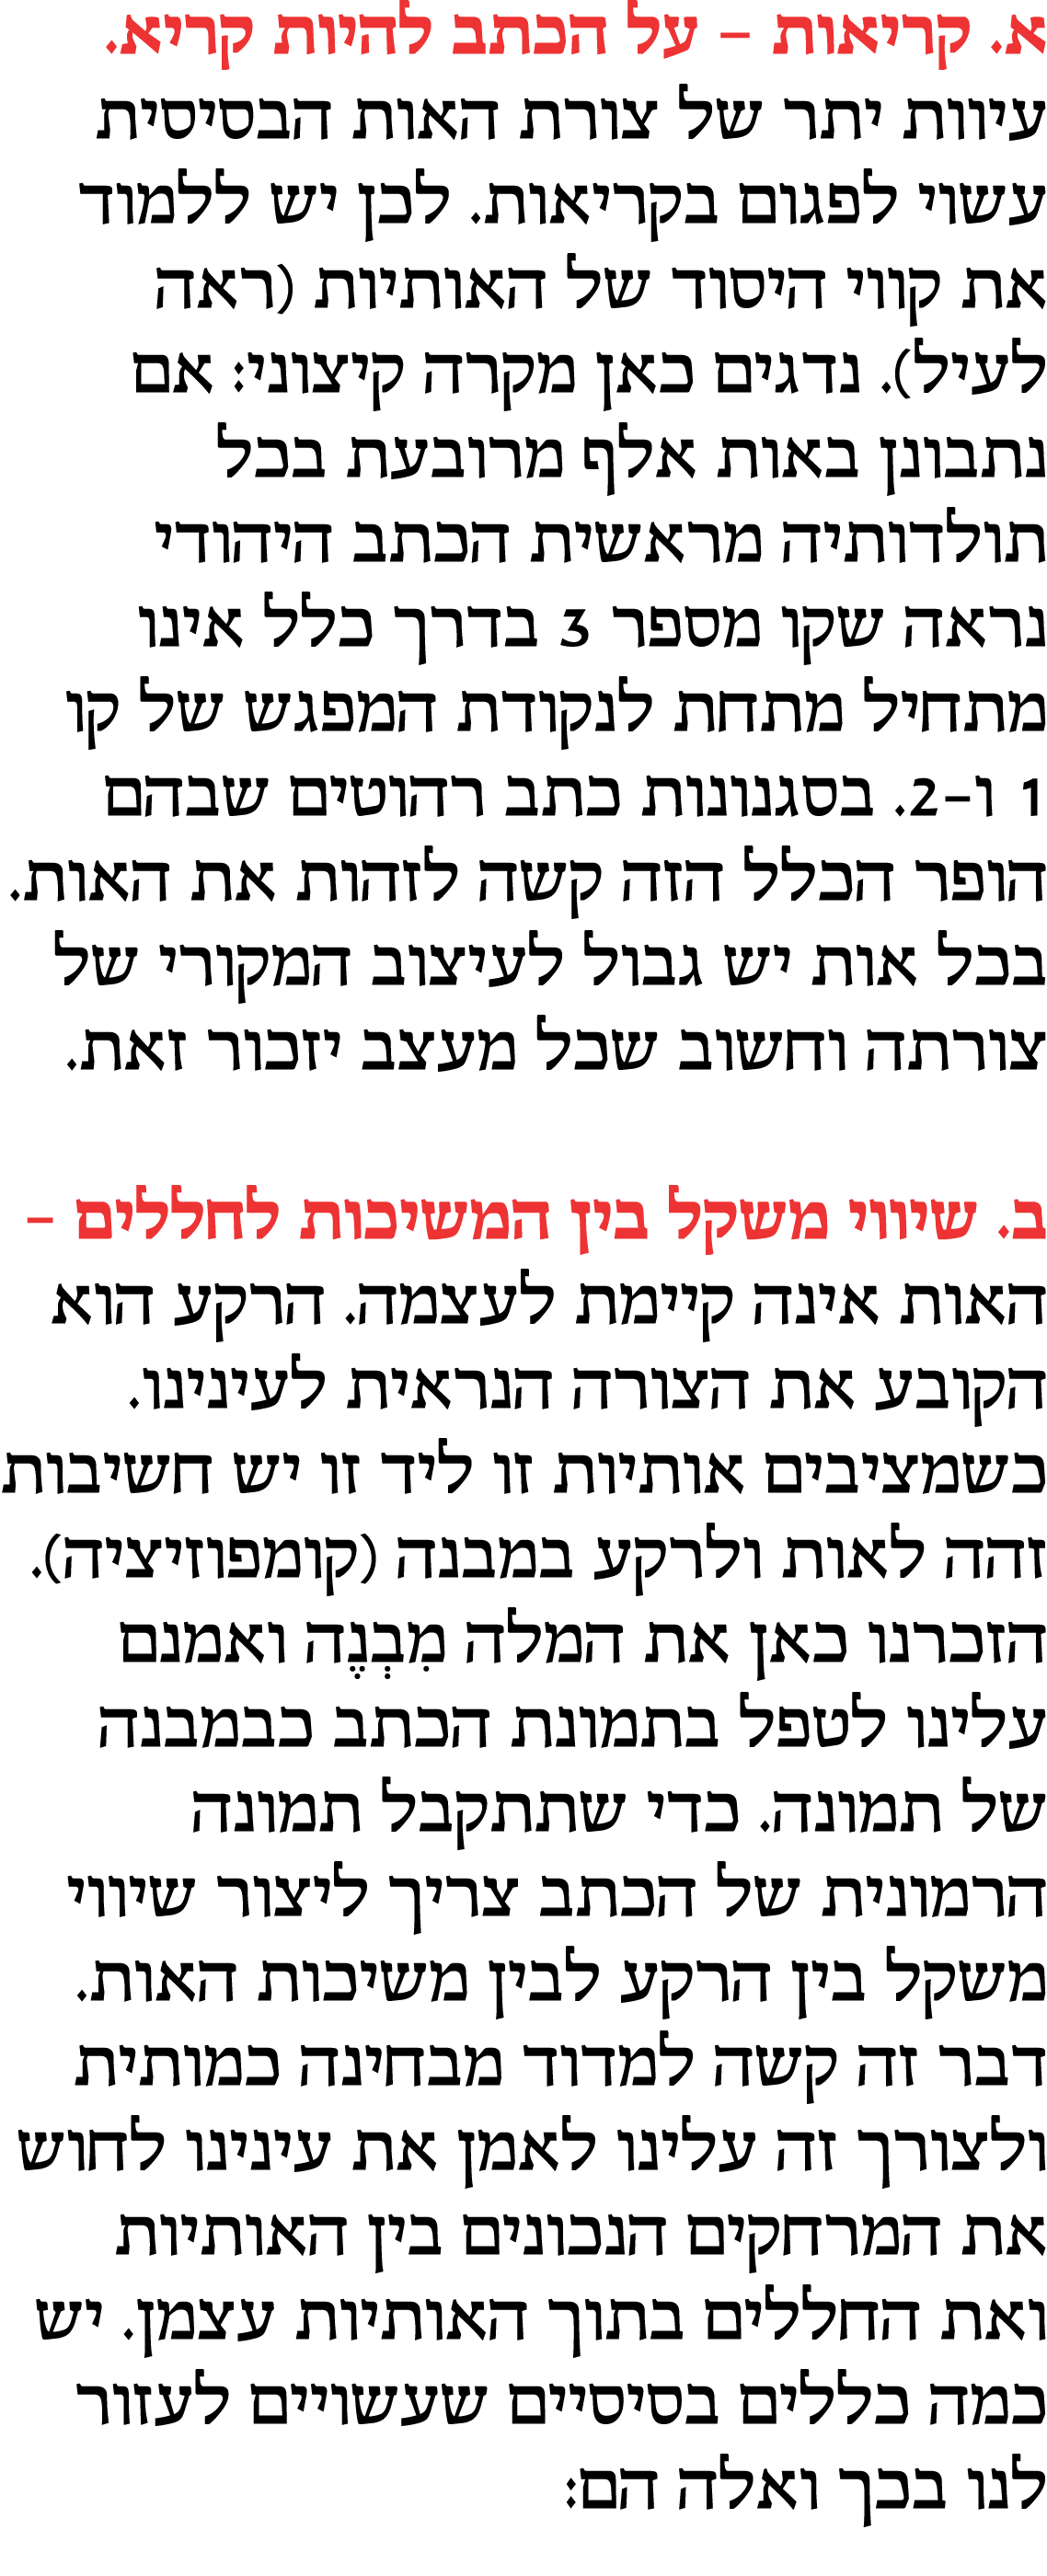 א. קריאות – על הכתב להיות קריא.
עיוות יתר של צורת האות הבסיסית
עשוי לפגום בקריאות. לכן יש ללמוד
את קווי היסוד של האותיות (ראה
לעיל). נדגים כאן מקרה קיצוני: אם
נתבונן באות אלף מרובעת בכל
תולדותיה מראשית הכתב היהודי
נראה שקו מספר 3 בדרך כלל אינו
מתחיל מתחת לנקודת המפגש של קו
1 ו-2. בסגנונות כתב רהוטים שבהם
הופר הכלל הזה קשה לזהות את האות.
בכל אות יש גבול לעיצוב המקורי של
צורתה וחשוב שכל מעצב יזכור זאת.
ב. שיווי משקל בין המשיכות לחללים –
האות אינה קיימת לעצמה. הרקע הוא
הקובע את הצורה הנראית לעינינו.
כשמציבים אותיות זו ליד זו יש חשיבות
זהה לאות ולרקע במבנה (קומפוזיציה).
הזכרנו כאן את המלה מִבְנֶה ואמנם
עלינו לטפל בתמונת הכתב כבמבנה
של תמונה. כדי שתתקבל תמונה
הרמונית של הכתב צריך ליצור שיווי
משקל בין הרקע לבין משיכות האות.
דבר זה קשה למדוד מבחינה כמותית
ולצורך זה עלינו לאמן את עינינו לחוש
את המרחקים הנכונים בין האותיות
ואת החללים בתוך האותיות עצמן. יש
כמה כללים בסיסיים שעשויים לעזור
לנו בכך ואלה הם: